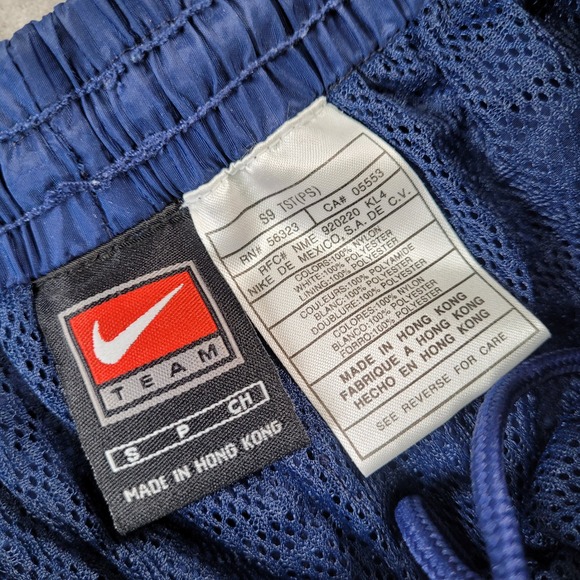 TEAM
S P CH
MADE IN HONG KONG
S9 TST(PS)
RN# 56323 CA# 05553
RFC# NME 920220 KL4
NIKE DE MEXICO, S.A. DE C.V.
COLORS:100% NYLON
WHITE:100% POLYESTER
LINING:100% POLYESTER
COULEURS:100% POLYAMIDE
BLANC:100% POLYESTER
DOUBLURE:100% POLYESTER
COLORES:100% NYLON
BLANCO:100% POLYESTER
FORRO:100% POLYESTER
MADE IN HONG KONG
FABRIQUE A HONG KONG
HECHO EN HONG KONG
SEE REVERSE FOR CARE